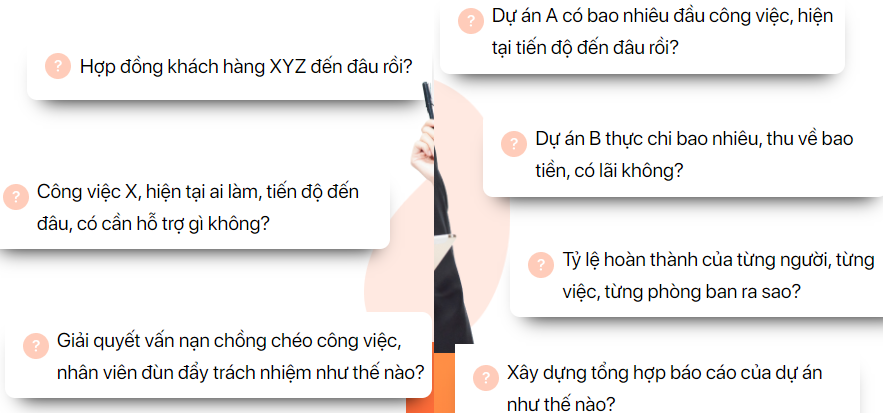 ?
Hợp đồng khách hàng XYZ đến đâu rồi?
?
Công việc X, hiện tại ai làm, tiến độ đến
đâu, có cần hỗ trợ gì không?
?
Giải quyết vấn nạn chồng chéo công việc,
nhân viên đùn đẩy trách nhiệm như thế nào?
?
Dự án A có bao nhiêu đầu công việc, hiện
tại tiến độ đến đâu rồi?
?
Dự án B thực chi bao nhiêu, thu về bao
tiền, có lãi không?
?
Tỷ lệ hoàn thành của từng người, từng
việc, từng phòng ban ra sao?
?
Xây dựng tổng hợp báo cáo của dự án
như thế nào?